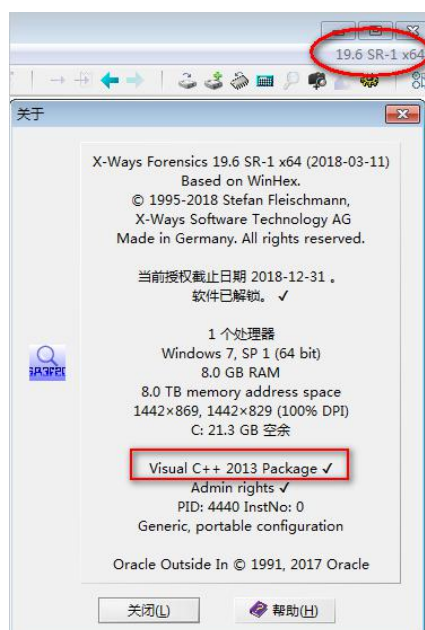 19.6 SR-1 x64
关于
X-Ways Forensics 19.6 SR-1 x64 (2018-03-11)
Based on WinHex.
© 1995-2018 Stefan Fleischmann,
X-Ways Software Technology AG
Made in Germany. All rights reserved.
当前授权截止日期 2018-12-31 。
软件已解锁。 ✓
1 个处理器
Windows 7, SP 1 (64 bit)
8.0 GB RAM
8.0 TB memory address space
1442×869, 1442×829 (100% DPI)
C: 21.3 GB 空余
Visual C++ 2013 Package ✓
Admin rights ✓
PID: 4440 InstNo: 0
Generic, portable configuration
Oracle Outside In © 1991, 2017 Oracle
关闭(L)
帮助(H)